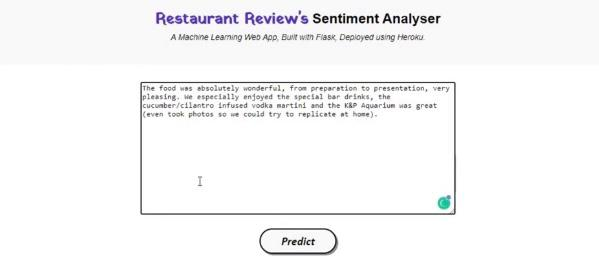 Restaurant Review's Sentiment Analyser
A Machine Learning Web App, Built with Flask, Deployed using Heroku.
The food was absolutely wonderful, from preparation to presentation, very
pleasing. We especially enjoyed the special bar drinks, the
cucumber/cilantro infused vodka martini and the K&P Aquarium was great
(even took photos so we could try to replicate at home).
Predict